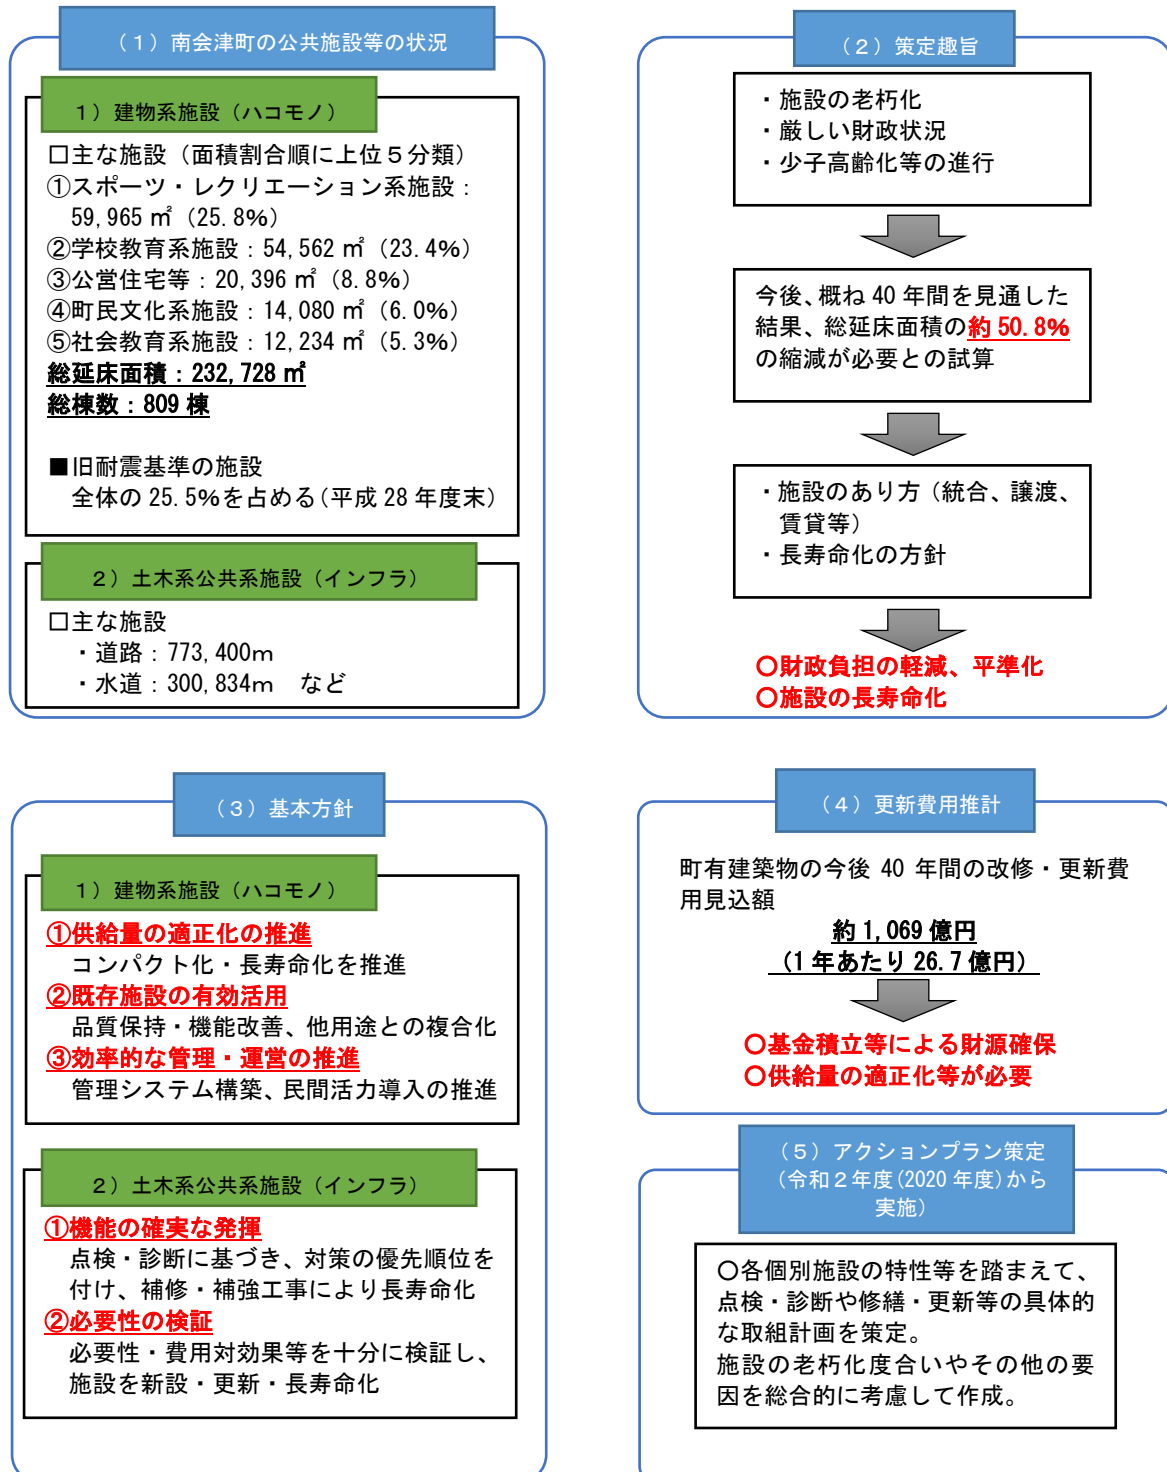 （１）南会津町の公共施設等の状況
１）建物系施設（ハコモノ）
□主な施設（面積割合順に上位５分類）
①スポーツ・レクリエーション系施設：
59,965 ㎡（25.8%）
②学校教育系施設：54,562 ㎡（23.4%）
③公営住宅等：20,396 ㎡（8.8%）
④町民文化系施設：14,080 ㎡（6.0%）
⑤社会教育系施設：12,234 ㎡（5.3%）
総延床面積：232,728 ㎡
総棟数：809 棟
■旧耐震基準の施設
全体の 25.5%を占める（平成 28 年度末）
２）土木系公共系施設（インフラ）
□主な施設
・道路：773,400ｍ
・水道：300,834ｍ　など
（２）策定趣旨
・施設の老朽化
・厳しい財政状況
・少子高齢化等の進行
今後、概ね 40 年間を見通した
結果、総延床面積の約 50.8%
の縮減が必要との試算
・施設のあり方（統合、譲渡、
賃貸等）
・長寿命化の方針
〇財政負担の軽減、平準化
〇施設の長寿命化
（３）基本方針
１）建物系施設（ハコモノ）
①供給量の適正化の推進
コンパクト化・長寿命化を推進
②既存施設の有効活用
品質保持・機能改善、他用途との複合化
③効率的な管理・運営の推進
管理システム構築、民間活力導入の推進
２）土木系公共系施設（インフラ）
①機能の確実な発揮
点検・診断に基づき、対策の優先順位を
付け、補修・補強工事により長寿命化
②必要性の検証
必要性・費用対効果等を十分に検証し、
施設を新設・更新・長寿命化
（４）更新費用推計
町有建築物の今後 40 年間の改修・更新費
用見込額
約 1,069 億円
（1 年あたり 26.7 億円）
〇基金積立等による財源確保
〇供給量の適正化等が必要
（５）アクションプラン策定
（令和２年度（2020 年度）から
実施）
〇各個別施設の特性等を踏まえて、
点検・診断や修繕・更新等の具体的
な取組計画を策定。
施設の老朽化度合いやその他の要
因を総合的に考慮して作成。